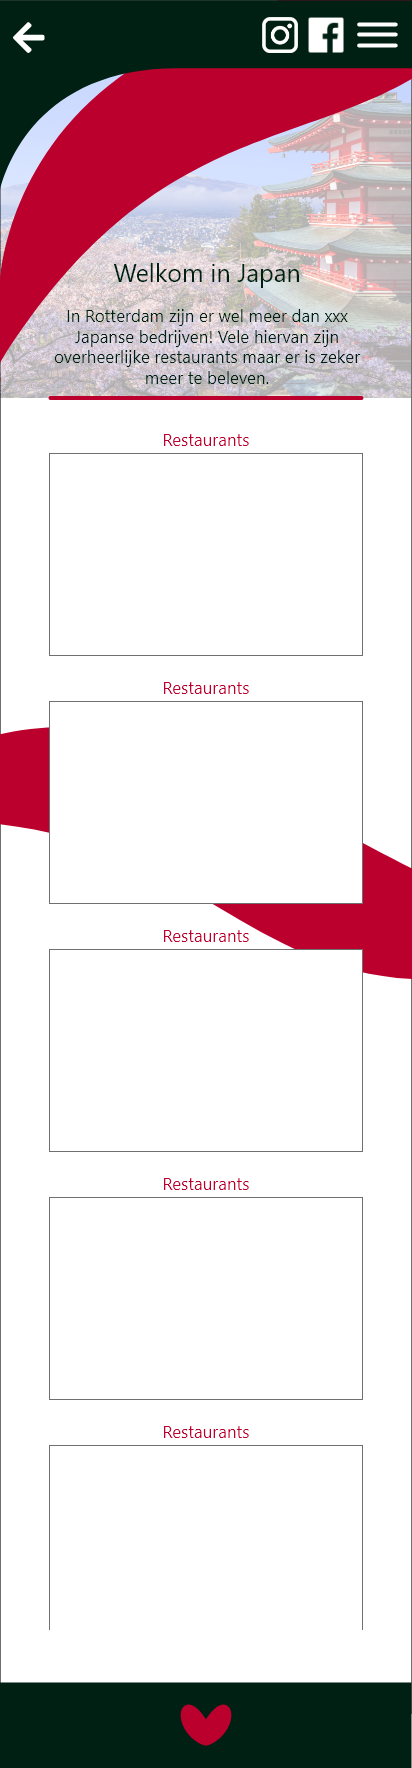 Welkom in Japan
In Rotterdam zijn er wel meer dan xxx
Japanse bedrijven! Vele hiervan zijn
overheerlijke restaurants maar er is zeker
meer te beleven.
Restaurants
Restaurants
Restaurants
Restaurants
Restaurants